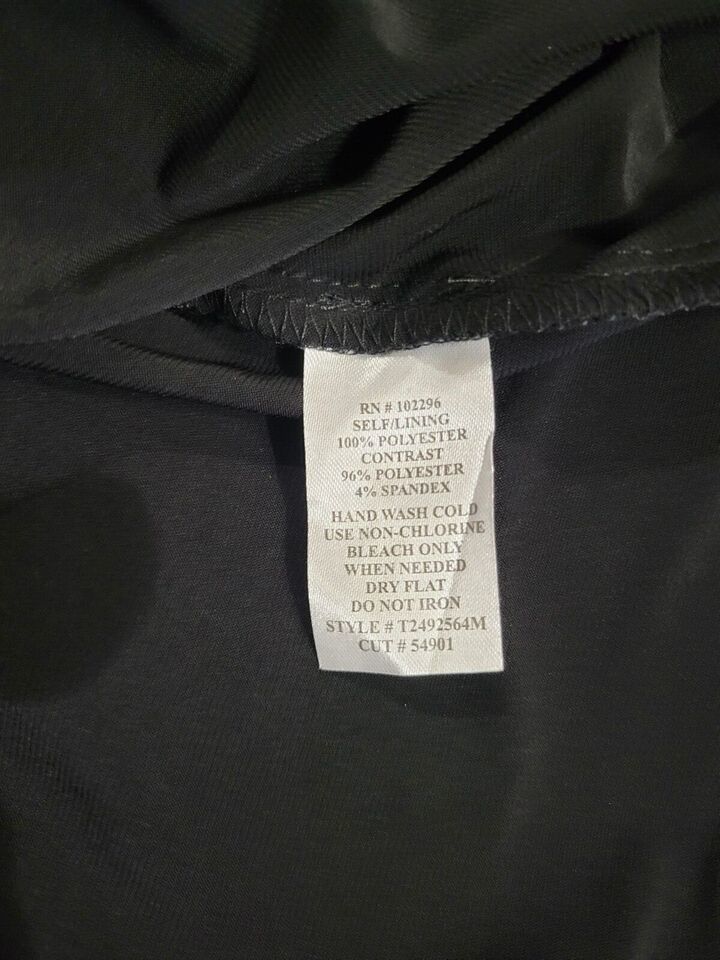 RN # 102296
SELF/LINING
100% POLYESTER
CONTRAST
96% POLYESTER
4% SPANDEX
HAND WASH COLD
USE NON-CHLORINE
BLEACH ONLY
WHEN NEEDED
DRY FLAT
DO NOT IRON
STYLE # T2492564M
CUT # 54901